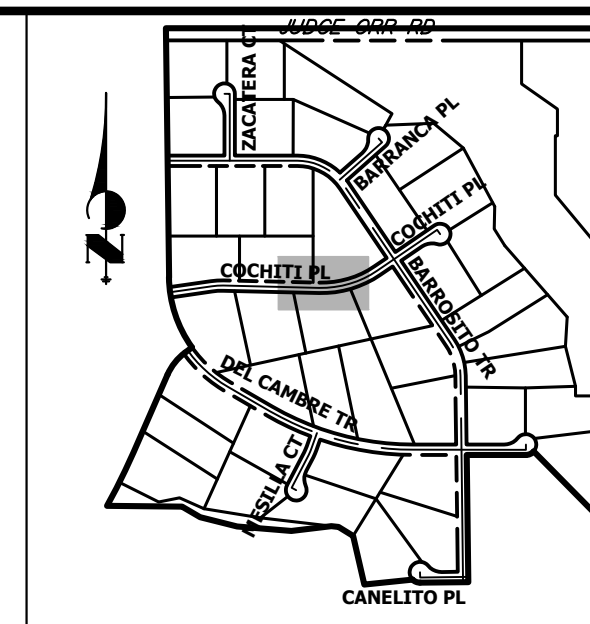 JUDGE ORR RD
ZACATERA CT
BARRANCA PL
COCHITI PL
COCHITI PL
BARROSITO TR
DEL CAMBRE TR
MESILLA CT
CANELITO PL
N